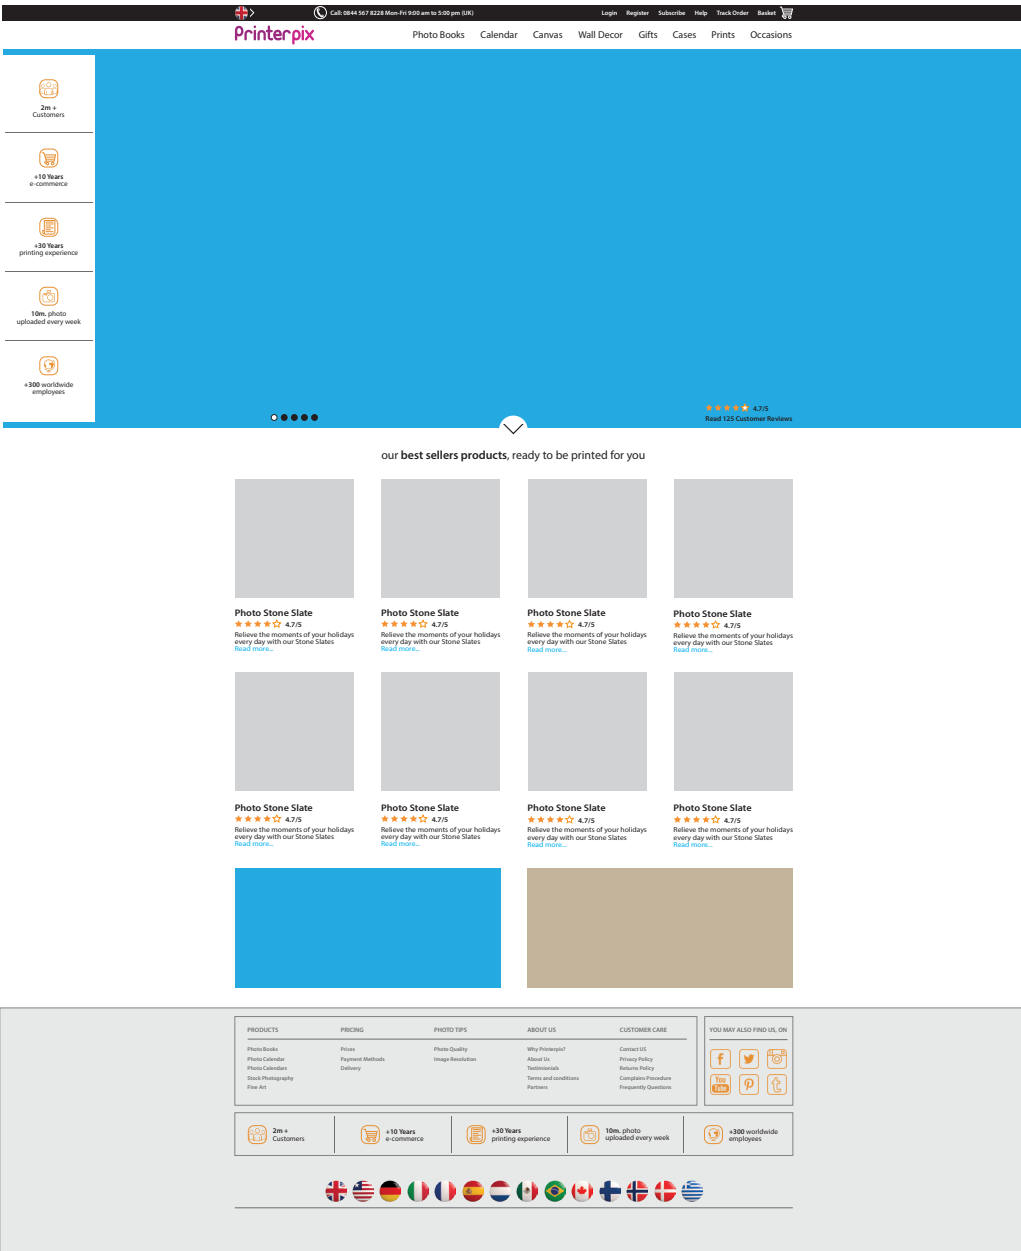 Call: 0844 567 8228 Mon-Fri 9:00 am to 5:00 pm (UK)
Login Register Subscribe Help Track Order Basket
Printerpix
Photo Books Calendar Canvas Wall Decor Gifts Cases Prints Occasions
2m +
Customers
+10 Years
e-commerce
+30 Years
printing experience
10m. photo
uploaded every week
+300 worldwide
employees
4.7/5
Read 125 Customer Reviews
our best sellers products, ready to be printed for you
Photo Stone Slate
4.7/5
Relieve the moments of your holidays
every day with our Stone Slates
Read more...
Photo Stone Slate
4.7/5
Relieve the moments of your holidays
every day with our Stone Slates
Read more...
Photo Stone Slate
4.7/5
Relieve the moments of your holidays
every day with our Stone Slates
Read more...
Photo Stone Slate
4.7/5
Relieve the moments of your holidays
every day with our Stone Slates
Read more...
Photo Stone Slate
4.7/5
Relieve the moments of your holidays
every day with our Stone Slates
Read more...
Photo Stone Slate
4.7/5
Relieve the moments of your holidays
every day with our Stone Slates
Read more...
Photo Stone Slate
4.7/5
Relieve the moments of your holidays
every day with our Stone Slates
Read more...
Photo Stone Slate
4.7/5
Relieve the moments of your holidays
every day with our Stone Slates
Read more...
PRODUCTS
Photo Books
Photo Calendar
Photo Calendars
Stock Photography
Fine Art
PRICING
Prises
Payment Methods
Delivery
PHOTO TIPS
Photo Quality
Image Resolution
ABOUT US
Why Printerpix?
About Us
Testimionials
Terms and conditions
Partners
CUSTOMER CARE
Contact US
Privacy Policy
Returns Policy
Complains Procedure
Frequently Questions
YOU MAY ALSO FIND US, ON
You
Tube
2m +
Customers
+10 Years
e-commerce
+30 Years
printing experience
10m. photo
uploaded every week
+300 worldwide
employees